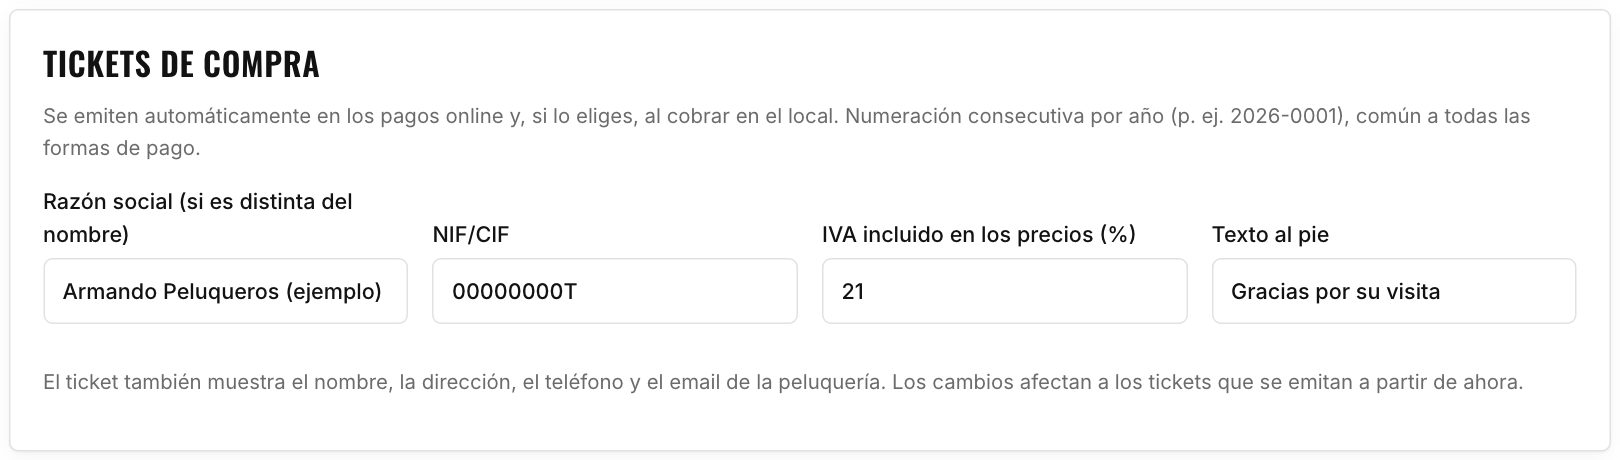 TICKETS DE COMPRA
Se emiten automáticamente en los pagos online y, si lo eliges, al cobrar en el local. Numeración consecutiva por año (p. ej. 2026-0001), común a todas las
formas de pago.
Razón social (si es distinta del
nombre)
NIF/CIF
IVA incluido en los precios (%)
Texto al pie
Armando Peluqueros (ejemplo)
00000000T
21
Gracias por su visita
El ticket también muestra el nombre, la dirección, el teléfono y el email de la peluquería. Los cambios afectan a los tickets que se emitan a partir de ahora.